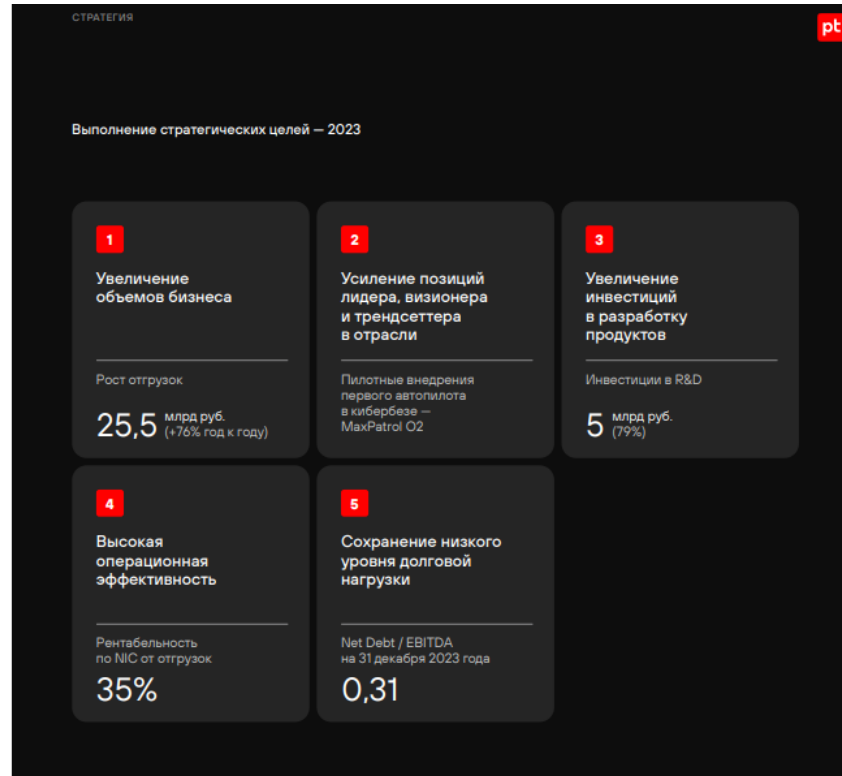 СТРАТЕГИЯ
pt
Выполнение стратегических целей — 2023
1
Увеличение
объемов бизнеса
Рост отгрузок
25,5 млрд руб.
(+76% год к году)
2
Усиление позиций
лидера, визионера
и трендсеттера
в отрасли
Пилотные внедрения
первого автопилота
в кибербезе —
MaxPatrol O2
3
Увеличение
инвестиций
в разработку
продуктов
Инвестиции в R&D
5 млрд руб.
(79%)
4
Высокая
операционная
эффективность
Рентабельность
по NIC от отгрузок
35%
5
Сохранение низкого
уровня долговой
нагрузки
Net Debt / EBITDA
на 31 декабря 2023 года
0,31